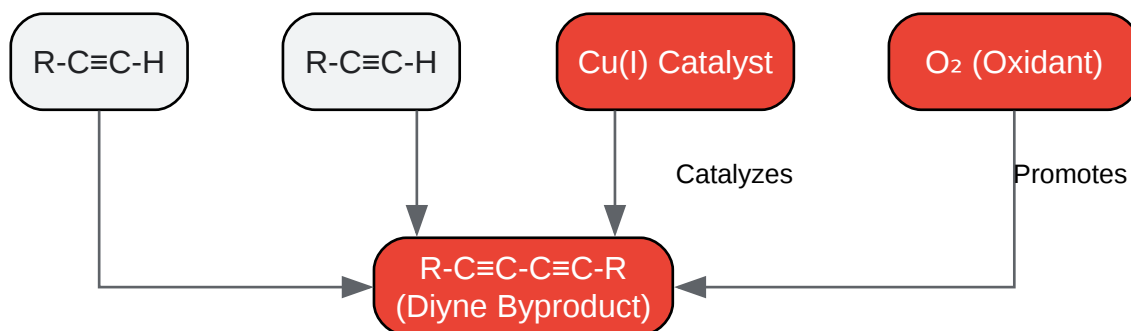 R-C≡C-H
R-C≡C-H
Cu(I) Catalyst
O₂ (Oxidant)
Catalyzes
Promotes
R-C≡C-C≡C-R
(Diyne Byproduct)